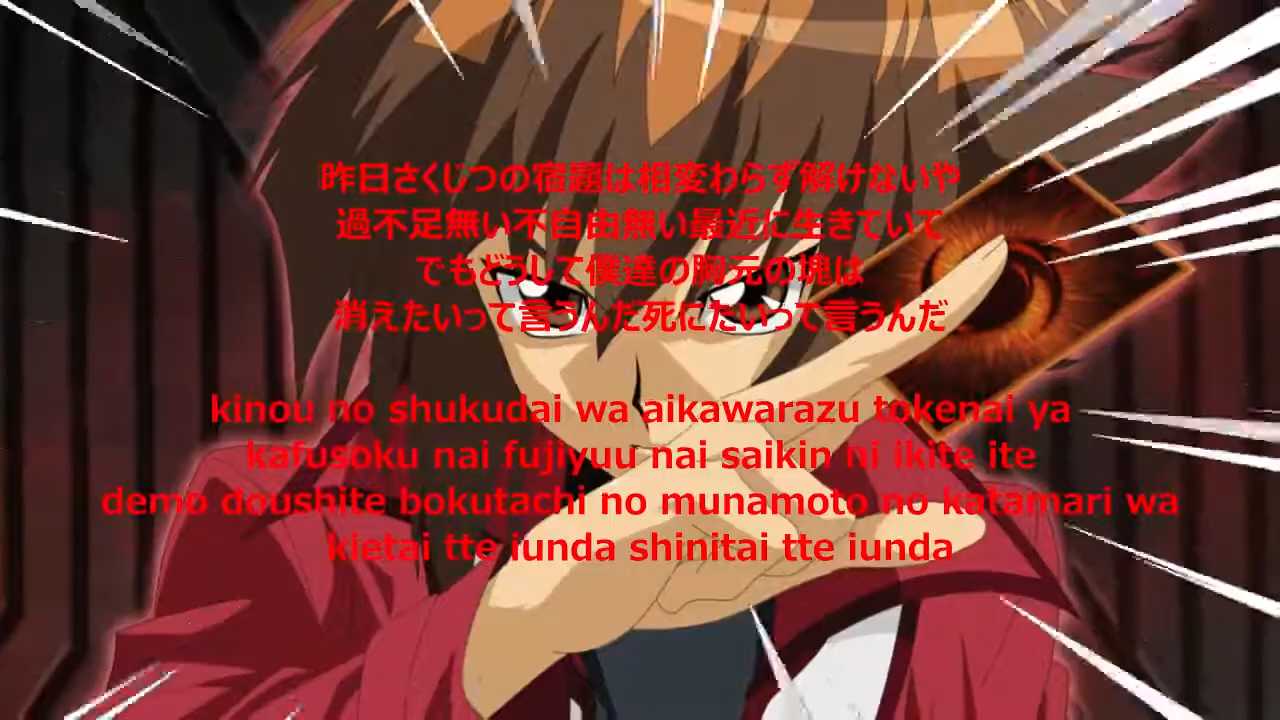 昨日さくじつの宿題は相変わらず解けないや
過不足無い不自由無い最近に生きていて
でもどうして僕達の胸元の塊は
消えたいって言うんだ死にたいって言うんだ
kinou no shukudai wa aikawarazu tokenai ya
kafusoku nai fujiyuu nai saikin ni ikite ite
demo doushite bokutachi no munamoto no katamari wa
kietai tte iunda shinitai tte iunda